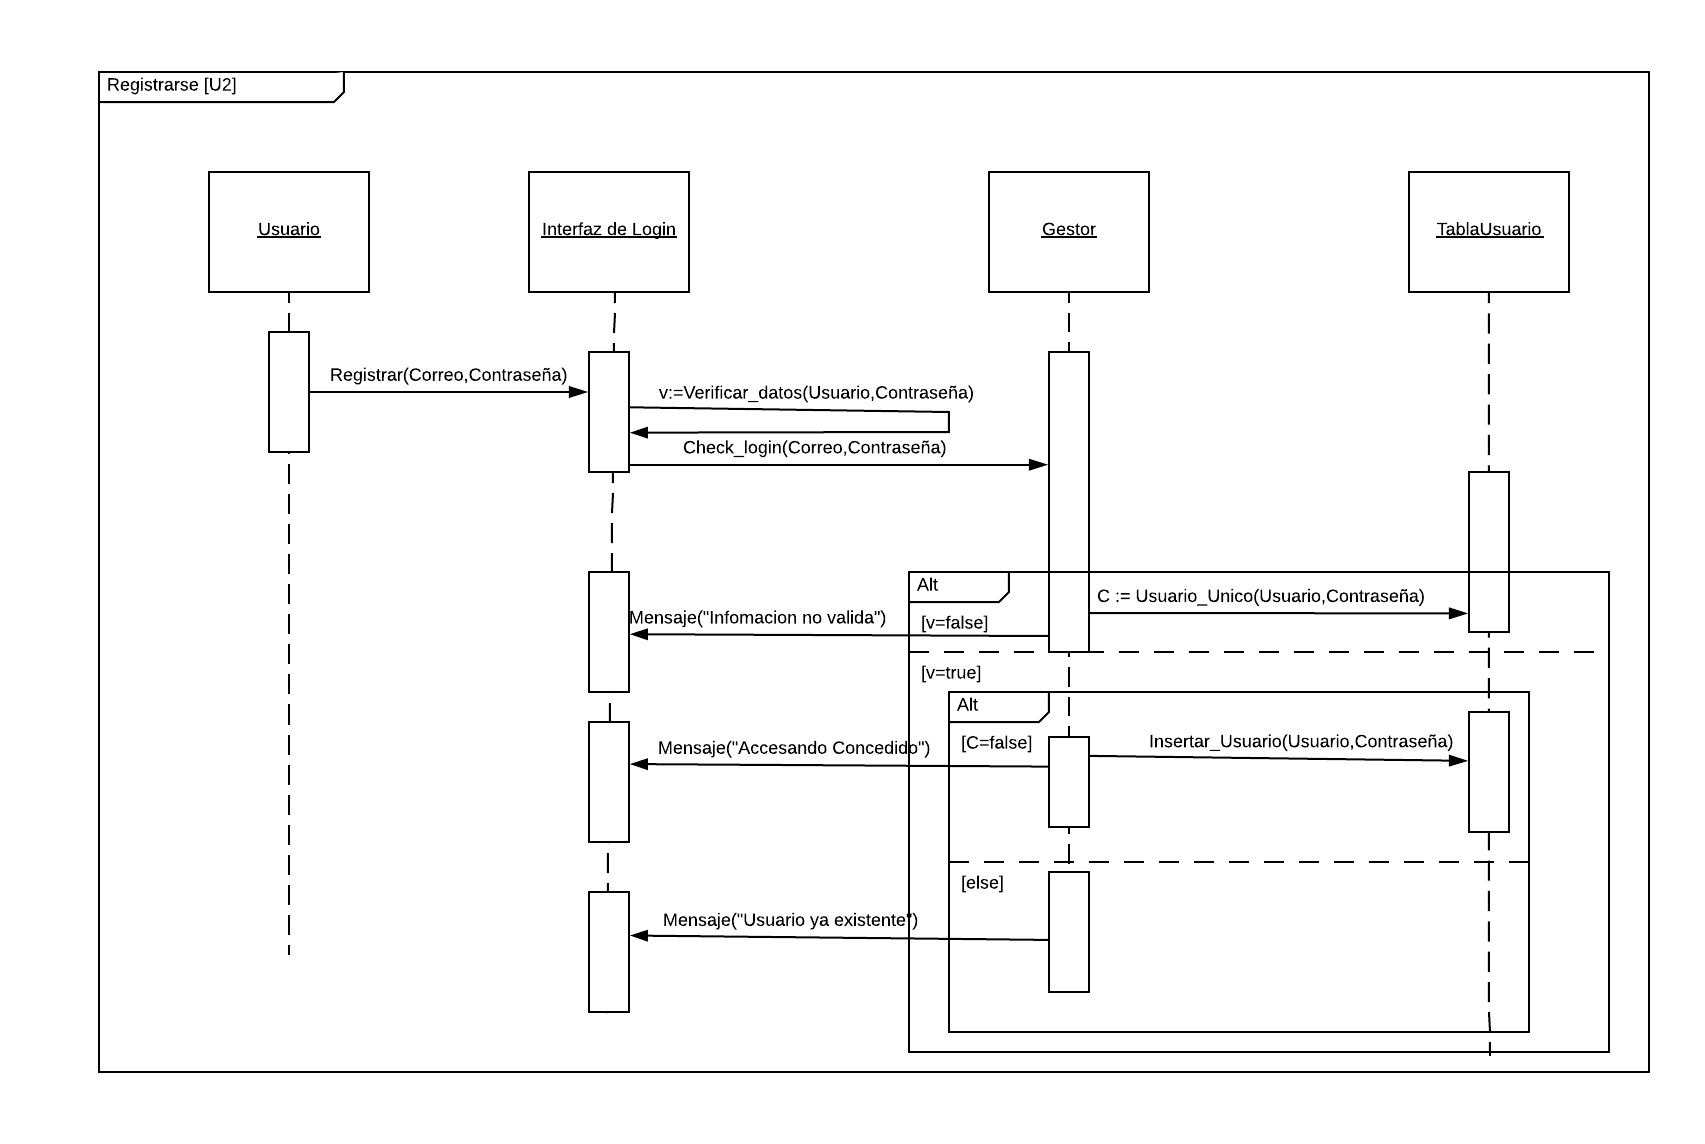 Registrarse [U2]
Usuario
Interfaz de Login
Gestor
TablaUsuario
Registrar(Correo,Contraseña)
v:=Verificar_datos(Usuario,Contraseña)
Check_login(Correo,Contraseña)
Alt
C := Usuario_Unico(Usuario,Contraseña)
Mensaje("Infomacion no valida")
[v=false]
[v=true]
Alt
[C=false]
Insertar_Usuario(Usuario,Contraseña)
Mensaje("Accesando Concedido")
[else]
Mensaje("Usuario ya existente")